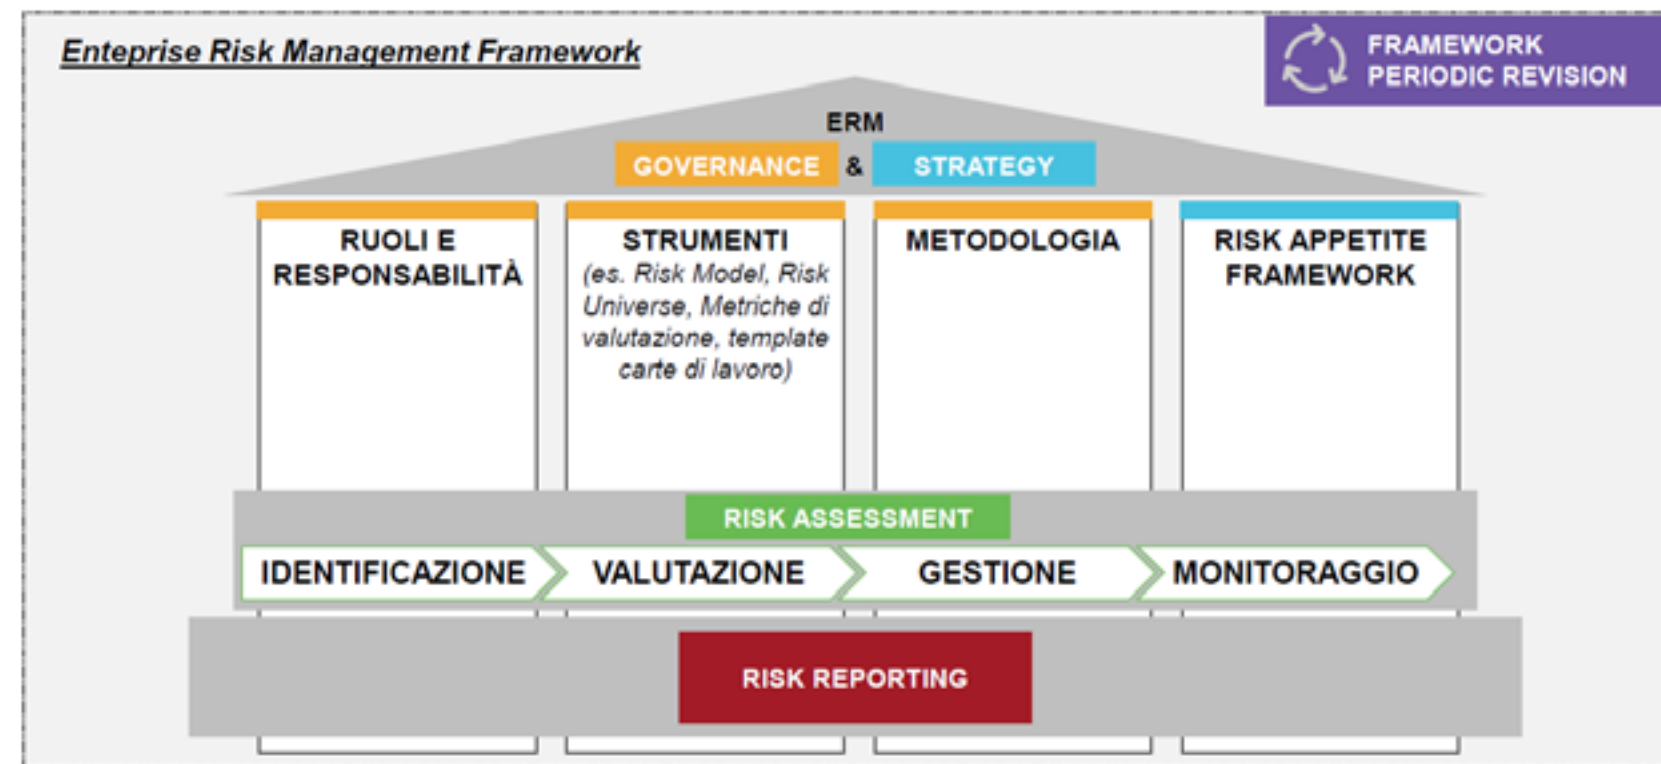 Enteprise Risk Management Framework
FRAMEWORK
PERIODIC REVISION
ERM
GOVERNANCE & STRATEGY
RUOLI E
RESPONSABILITÀ
STRUMENTI
(es. Risk Model, Risk
Universe, Metriche di
valutazione, template
carte di lavoro)
METODOLOGIA
RISK APPETITE
FRAMEWORK
RISK ASSESSMENT
IDENTIFICAZIONE VALUTAZIONE GESTIONE MONITORAGGIO
RISK REPORTING